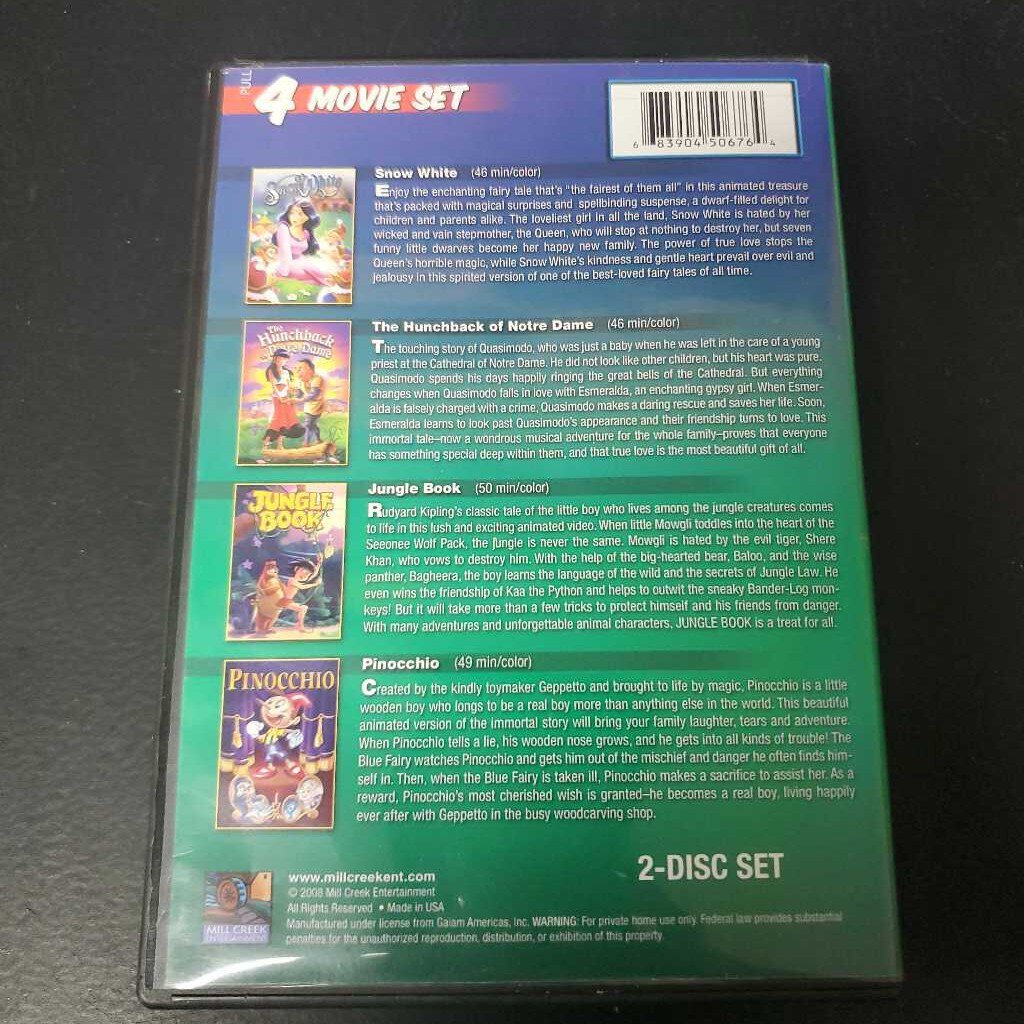 PULL
4 MOVIE SET
6 83904 50676 4
Snow White (46 min/color)
Snow White
Enjoy the enchanting fairy tale that's "the fairest of them all" in this animated treasure
that's packed with magical surprises and spellbinding suspense, a dwarf-filled delight for
children and parents alike. The loveliest girl in all the land, Snow White is hated by her
wicked and vain stepmother, the Queen, who will stop at nothing to destroy her, but seven
funny little dwarves become her happy new family. The power of true love stops the
Queen's horrible magic, while Snow White's kindness and gentle heart prevail over evil and
jealousy in this spirited version of one of the best-loved fairy tales of all time.
The Hunchback of Notre Dame (46 min/color)
The
Hunchback
of Notre Dame
The touching story of Quasimodo, who was just a baby when he was left in the care of a young
priest at the Cathedral of Notre Dame. He did not look like other children, but his heart was pure.
Quasimodo spends his days happily ringing the great bells of the Cathedral. But everything
changes when Quasimodo falls in love with Esmeralda, an enchanting gypsy girl. When Esmer-
alda is falsely charged with a crime, Quasimodo makes a daring rescue and saves her life. Soon,
Esmeralda learns to look past Quasimodo's appearance and their friendship turns to love. This
immortal tale–now a wondrous musical adventure for the whole family–proves that everyone
has something special deep within them, and that true love is the most beautiful gift of all.
Jungle Book (50 min/color)
JUNGLE
BOOK
Rudyard Kipling's classic tale of the little boy who lives among the jungle creatures comes
to life in this lush and exciting animated video. When little Mowgli toddles into the heart of the
Seeonee Wolf Pack, the jungle is never the same. Mowgli is hated by the evil tiger, Shere
Khan, who vows to destroy him. With the help of the big-hearted bear, Baloo, and the wise
panther, Bagheera, the boy learns the language of the wild and the secrets of Jungle Law. He
even wins the friendship of Kaa the Python and helps to outwit the sneaky Bander-Log mon-
keys! But it will take more than a few tricks to protect himself and his friends from danger.
With many adventures and unforgettable animal characters, JUNGLE BOOK is a treat for all.
Pinocchio (49 min/color)
PINOCCHIO
Created by the kindly toymaker Geppetto and brought to life by magic, Pinocchio is a little
wooden boy who longs to be a real boy more than anything else in the world. This beautiful
animated version of the immortal story will bring your family laughter, tears and adventure.
When Pinocchio tells a lie, his wooden nose grows, and he gets into all kinds of trouble! The
Blue Fairy watches Pinocchio and gets him out of the mischief and danger he often finds him-
self in. Then, when the Blue Fairy is taken ill, Pinocchio makes a sacrifice to assist her. As a
reward, Pinocchio's most cherished wish is granted–he becomes a real boy, living happily
ever after with Geppetto in the busy woodcarving shop.
2-DISC SET
www.millcreekent.com
© 2008 Mill Creek Entertainment
All Rights Reserved • Made in USA
Manufactured under license from Gaiam Americas, Inc. WARNING: For private home use only. Federal law provides substantial
penalties for the unauthorized reproduction, distribution, or exhibition of this property.
MILL CREEK
ENTERTAINMENT